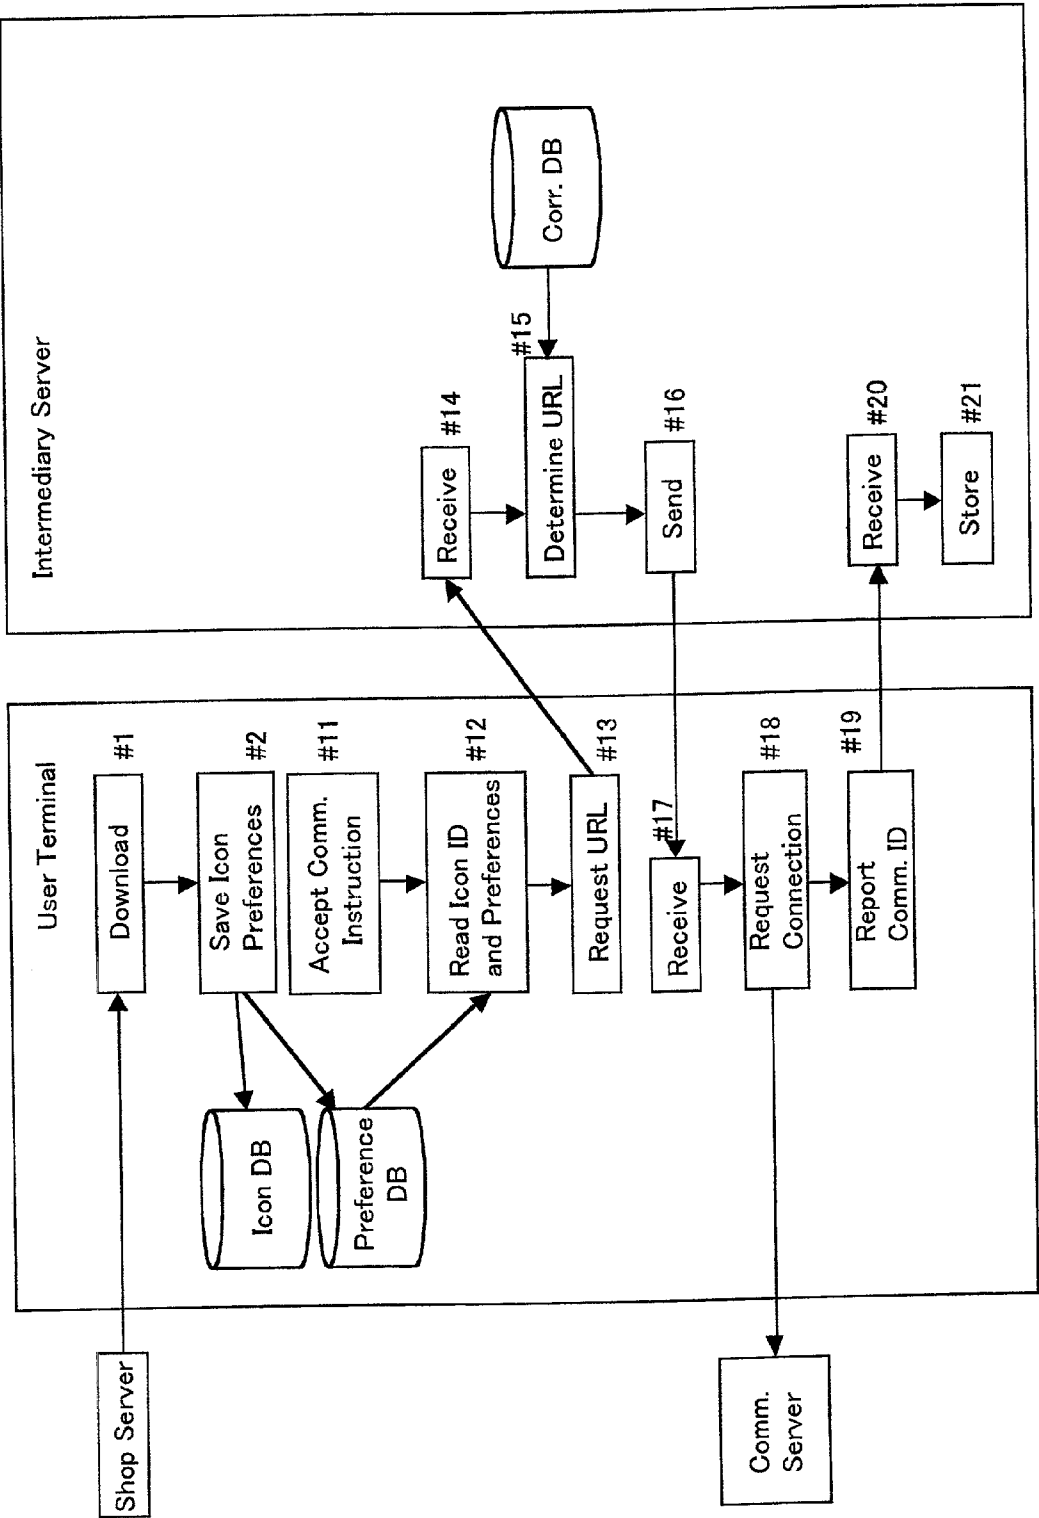 Shop Server
Comm.
Server
User Terminal
Download
#1
Save Icon
Preferences
#2
Icon DB
Preference
DB
Accept Comm.
Instruction
#11
Read Icon ID
and Preferences
#12
Request URL
#13
Receive
#17
Request
Connection
#18
Report
Comm. ID
#19
Intermediary Server
Receive
#14
Determine URL
#15
Corr. DB
Send
#16
Receive
#20
Store
#21